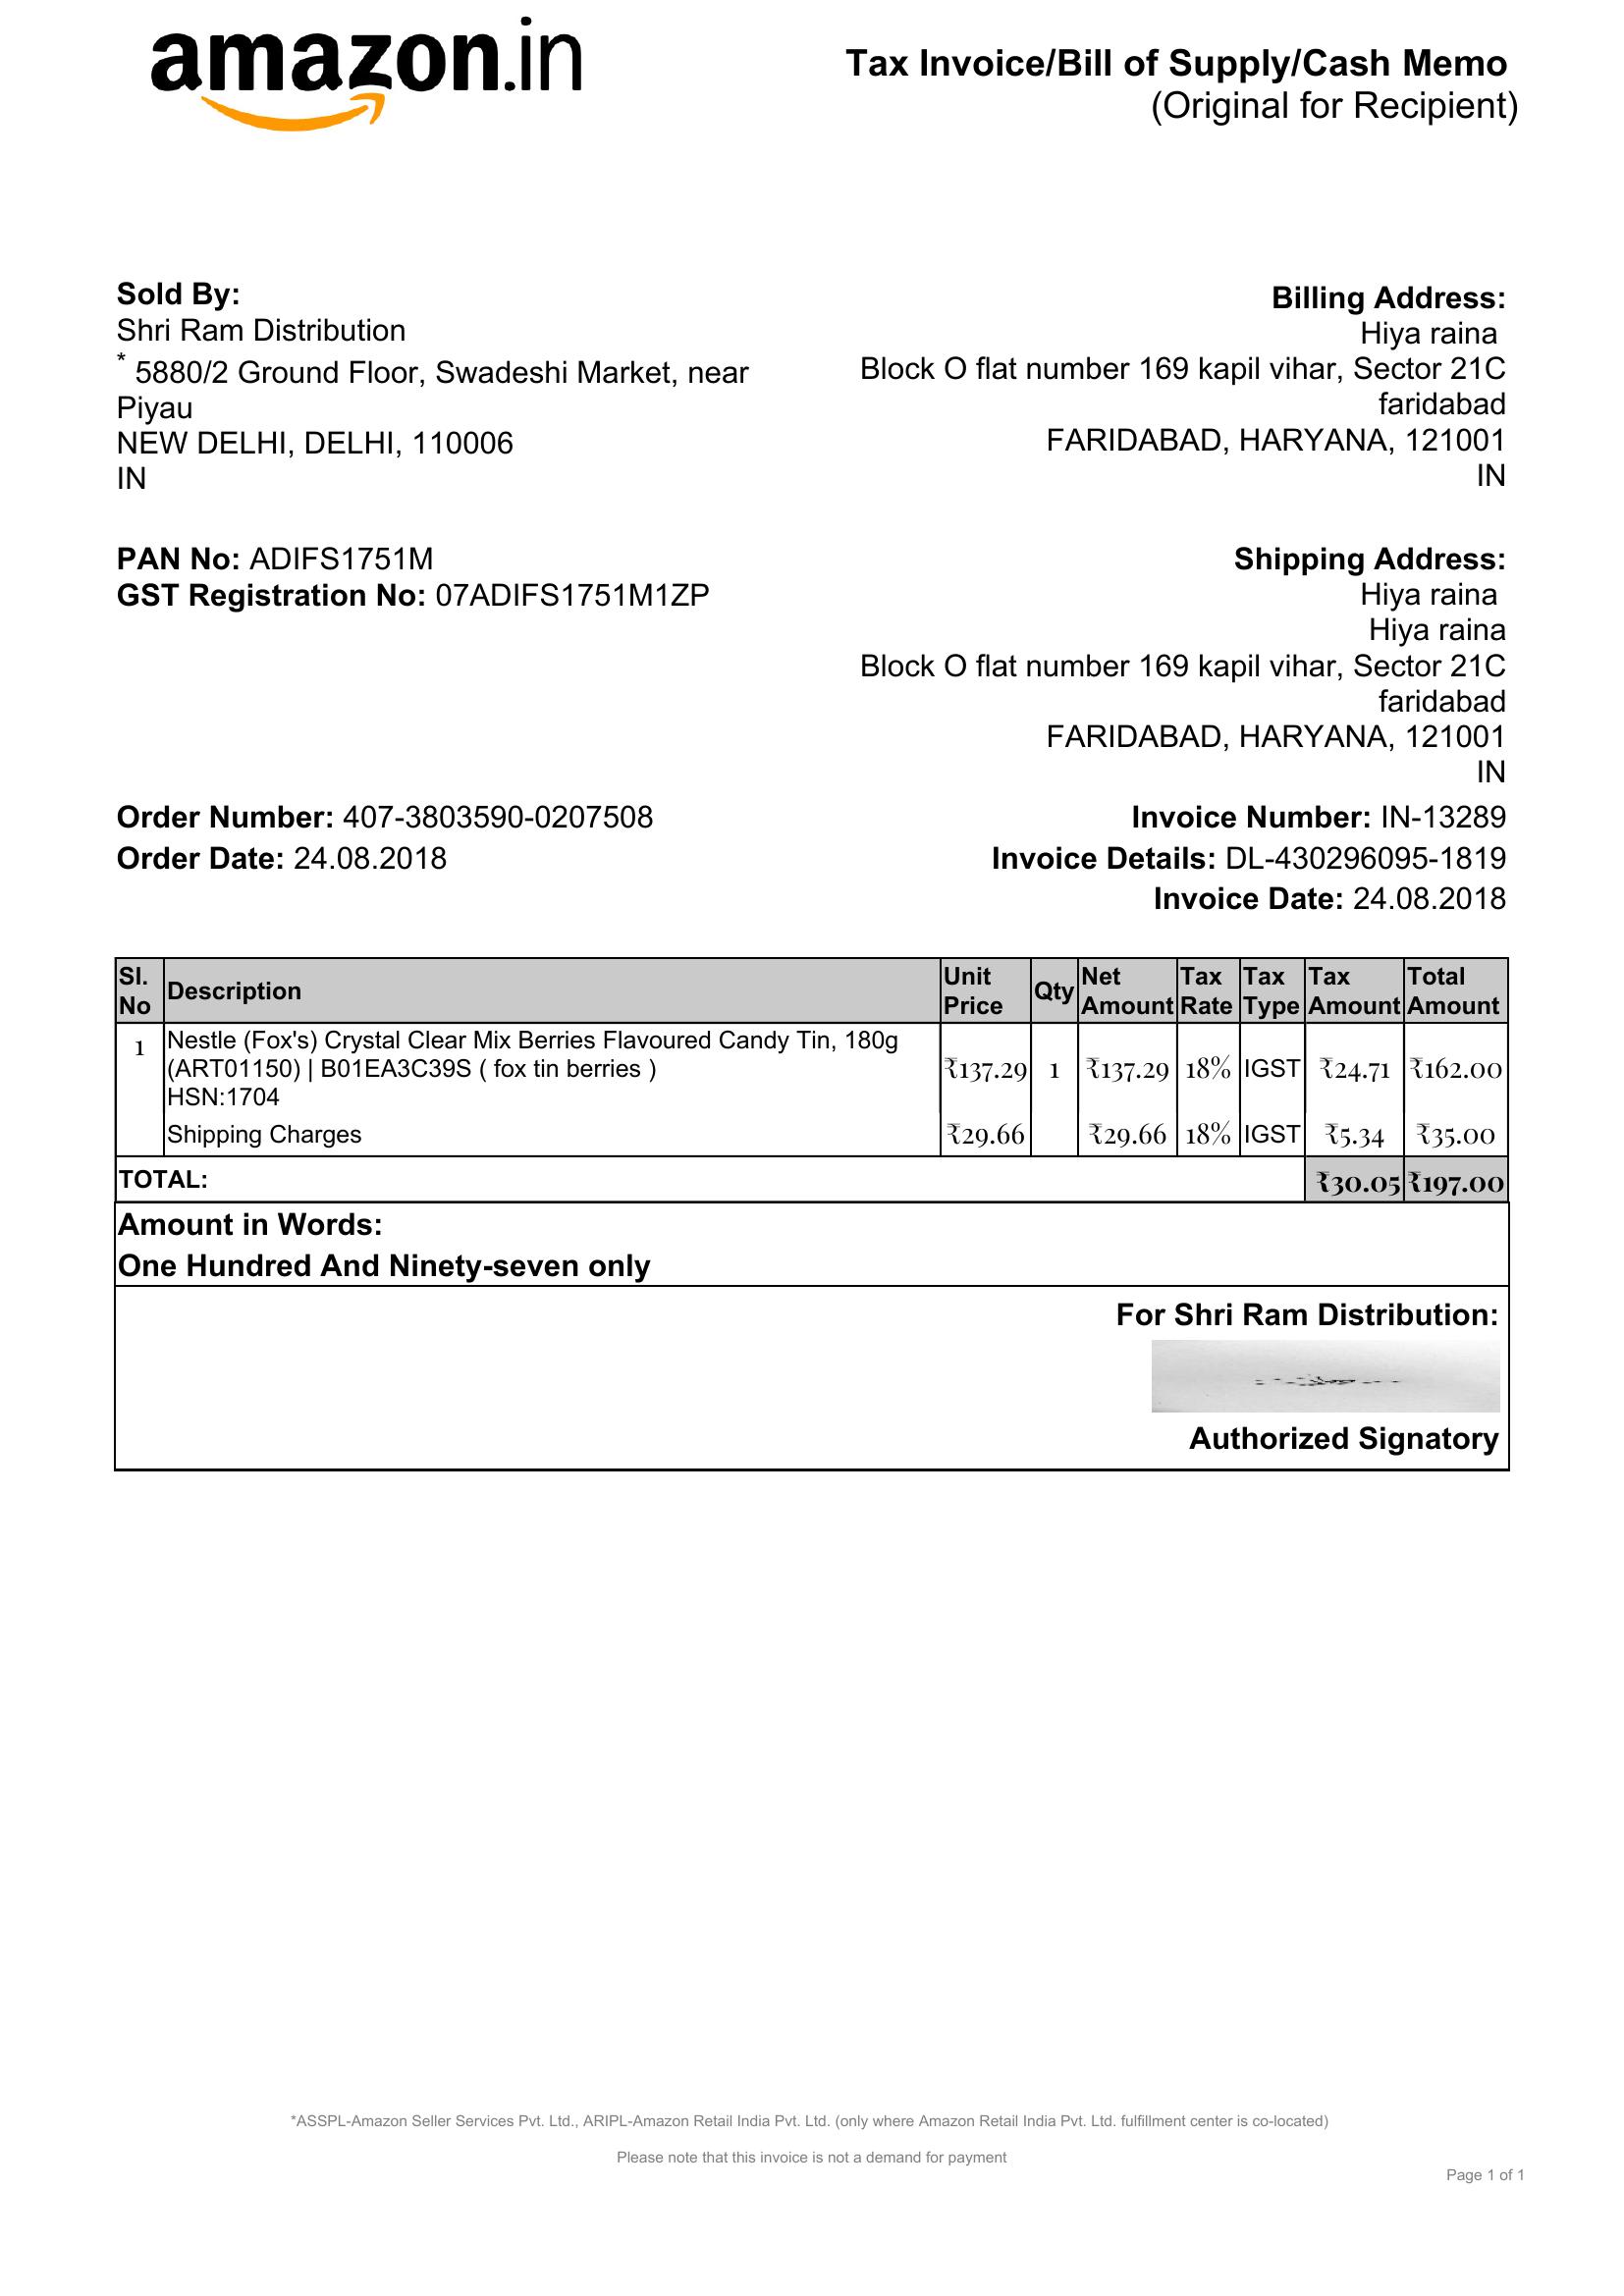 amazon.in
Tax Invoice/Bill of Supply/Cash Memo
(Original for Recipient)
Sold By:
Shri Ram Distribution
* 5880/2 Ground Floor, Swadeshi Market, near
Piyau
NEW DELHI, DELHI, 110006
IN
Billing Address:
Hiya raina
Block O flat number 169 kapil vihar, Sector 21C
faridabad
FARIDABAD, HARYANA, 121001
IN
PAN No: ADIFS1751M
GST Registration No: 07ADIFS1751M1ZP
Shipping Address:
Hiya raina
Hiya raina
Block O flat number 169 kapil vihar, Sector 21C
faridabad
FARIDABAD, HARYANA, 121001
IN
Order Number: 407-3803590-0207508
Order Date: 24.08.2018
Invoice Number: IN-13289
Invoice Details: DL-430296095-1819
Invoice Date: 24.08.2018
Sl. No Description Unit Price Qty Net Amount Tax Rate Tax Type Tax Amount Total Amount
1 Nestle (Fox's) Crystal Clear Mix Berries Flavoured Candy Tin, 180g
(ART01150) | B01EA3C39S ( fox tin berries ) ₹137.29 1 ₹137.29 18% IGST ₹24.71 ₹162.00
HSN:1704
Shipping Charges ₹29.66 ₹29.66 18% IGST ₹5.34 ₹35.00
TOTAL: ₹30.05 ₹197.00
Amount in Words:
One Hundred And Ninety-seven only
For Shri Ram Distribution:
Authorized Signatory
*ASSPL-Amazon Seller Services Pvt. Ltd., ARIPL-Amazon Retail India Pvt. Ltd. (only where Amazon Retail India Pvt. Ltd. fulfillment center is co-located)
Please note that this invoice is not a demand for payment
Page 1 of 1